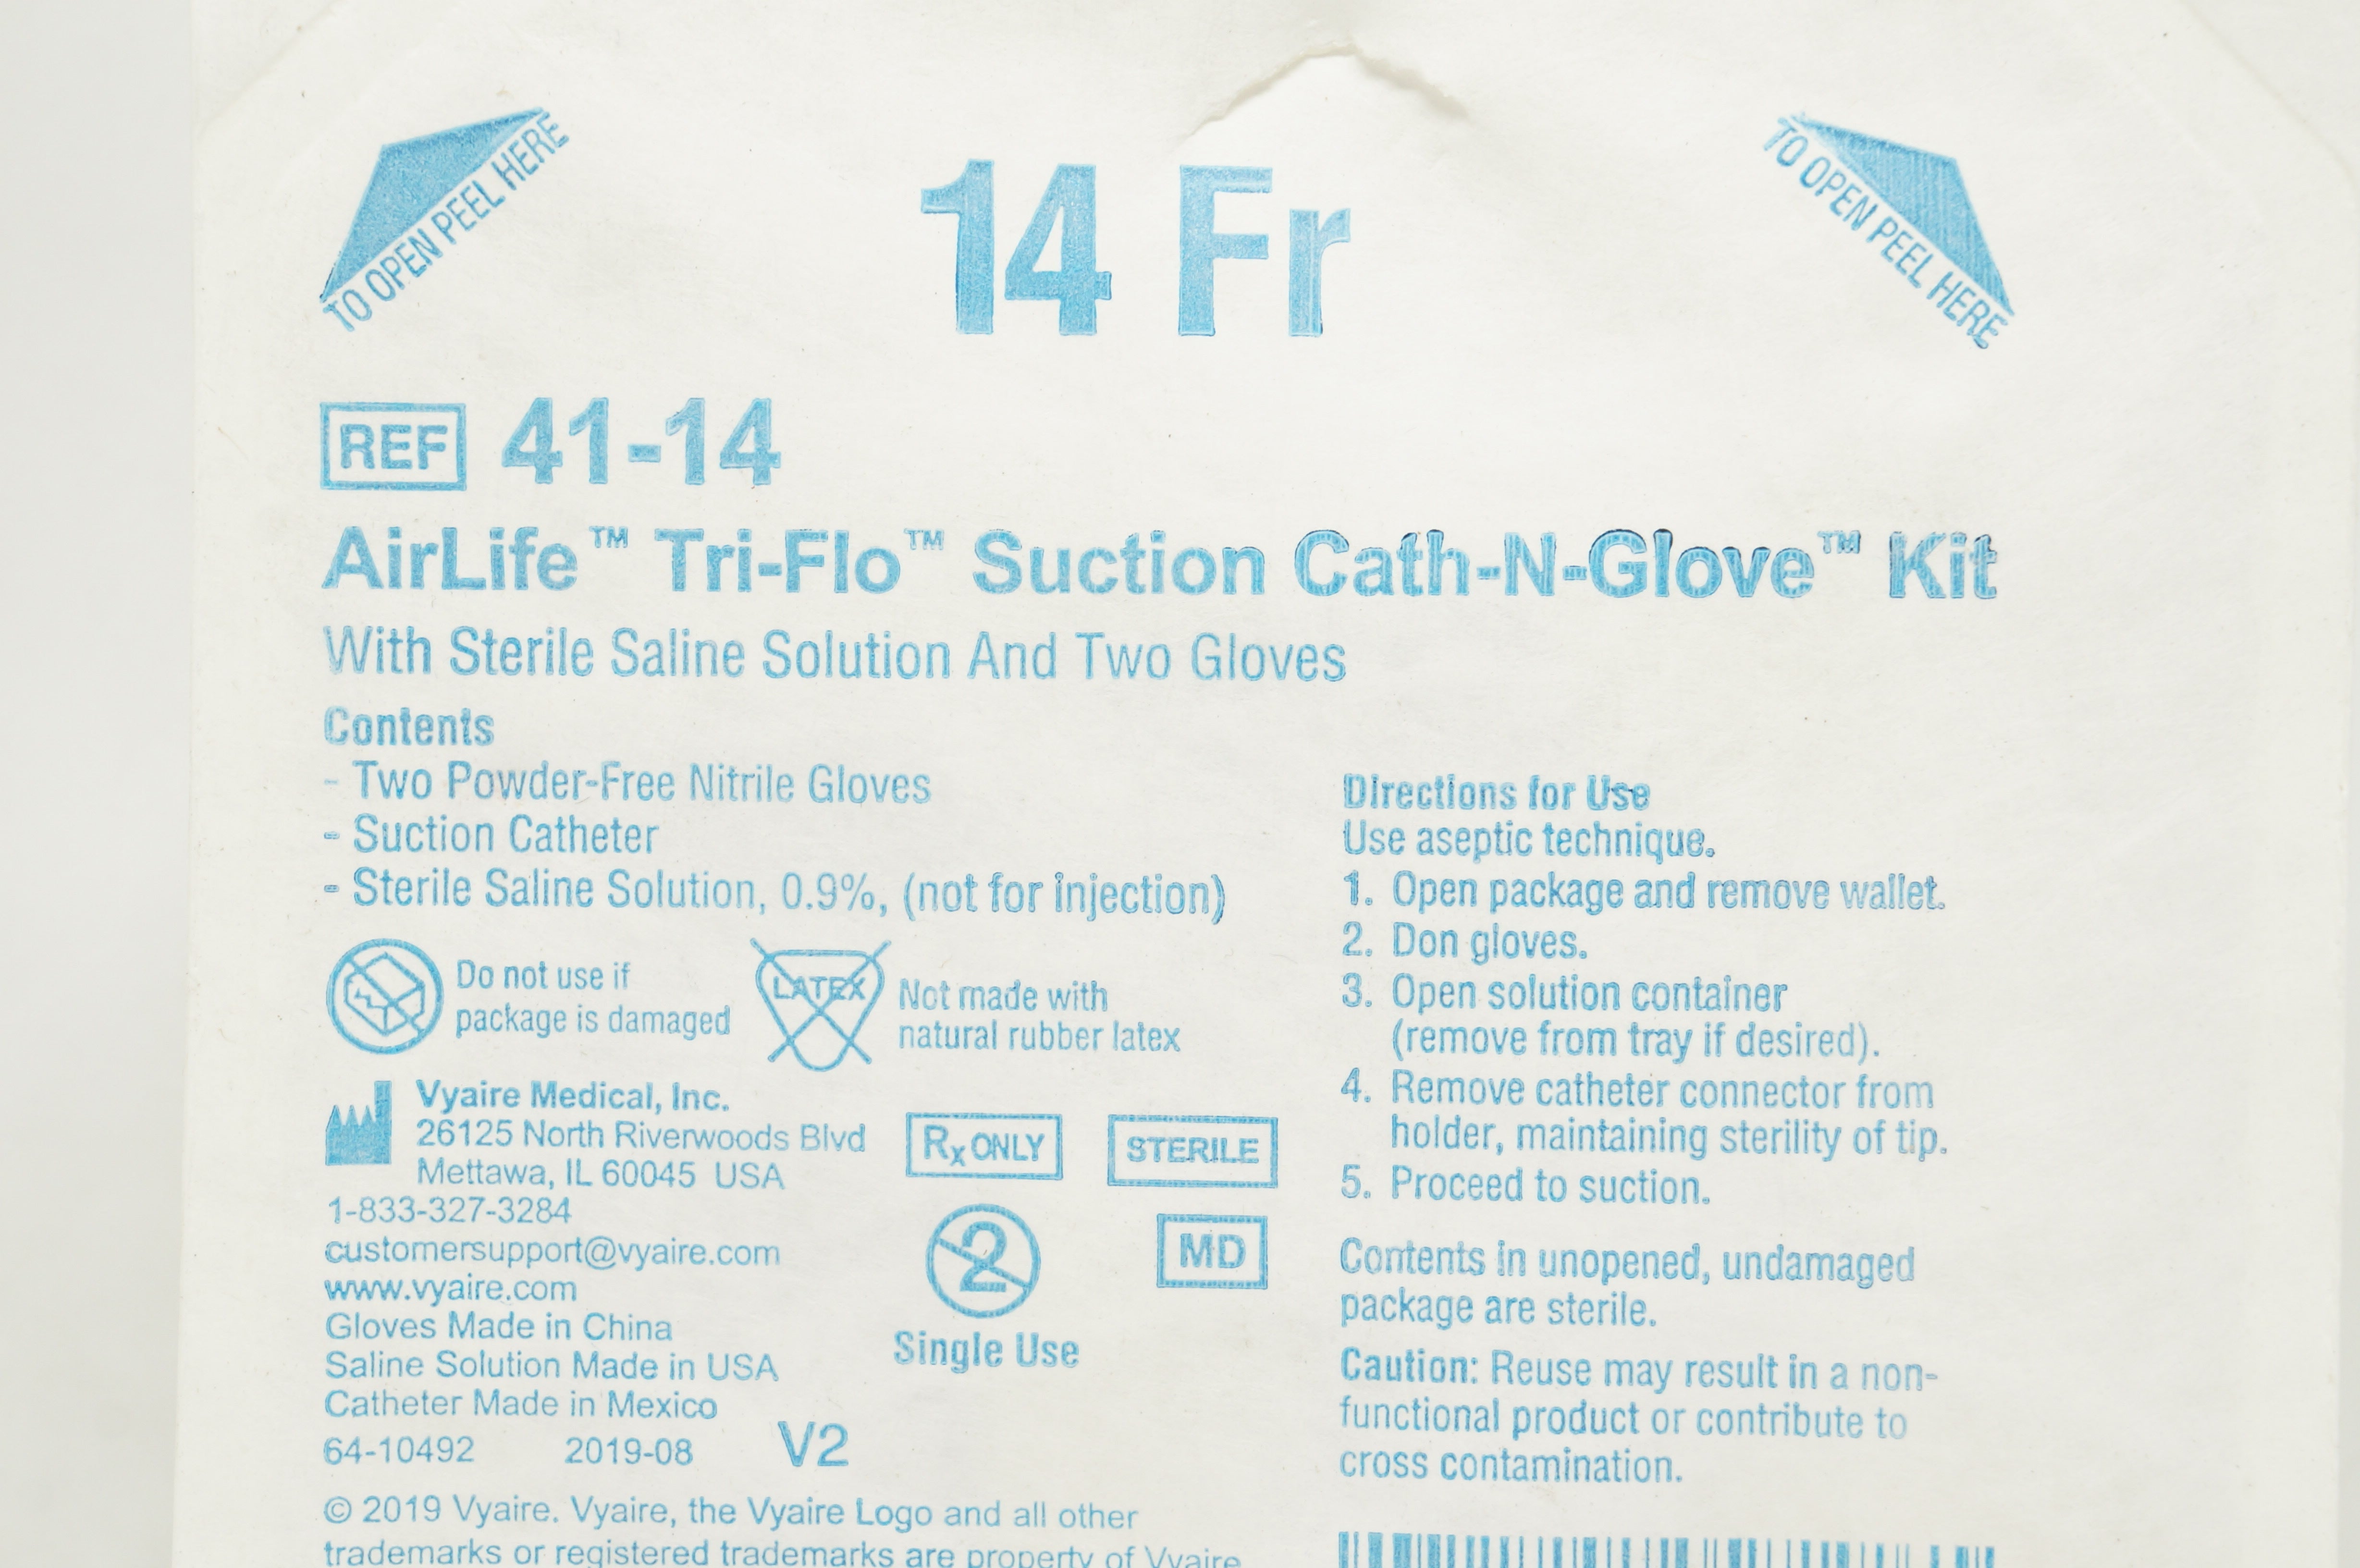 TO OPEN PEEL HERE
14 Fr
TO OPEN PEEL HERE
REF 41-14
AirLife™ Tri-Flo™ Suction Cath-N-Glove™ Kit
With Sterile Saline Solution And Two Gloves
Contents
- Two Powder-Free Nitrile Gloves
- Suction Catheter
- Sterile Saline Solution, 0.9%, (not for injection)
Do not use if
package is damaged
LATEX
Not made with
natural rubber latex
Vyaire Medical, Inc.
26125 North Riverwoods Blvd
Mettawa, IL 60045 USA
1-833-327-3284
customersupport@vyaire.com
www.vyaire.com
Gloves Made in China
Saline Solution Made in USA
Catheter Made in Mexico
64-10492 2019-08 V2
Rx ONLY
STERILE
2
Single Use
MD
© 2019 Vyaire. Vyaire, the Vyaire Logo and all other
trademarks or registered trademarks are property of Vyaire
Directions for Use
Use aseptic technique.
1. Open package and remove wallet.
2. Don gloves.
3. Open solution container
(remove from tray if desired).
4. Remove catheter connector from
holder, maintaining sterility of tip.
5. Proceed to suction.
Contents in unopened, undamaged
package are sterile.
Caution: Reuse may result in a non-
functional product or contribute to
cross contamination.